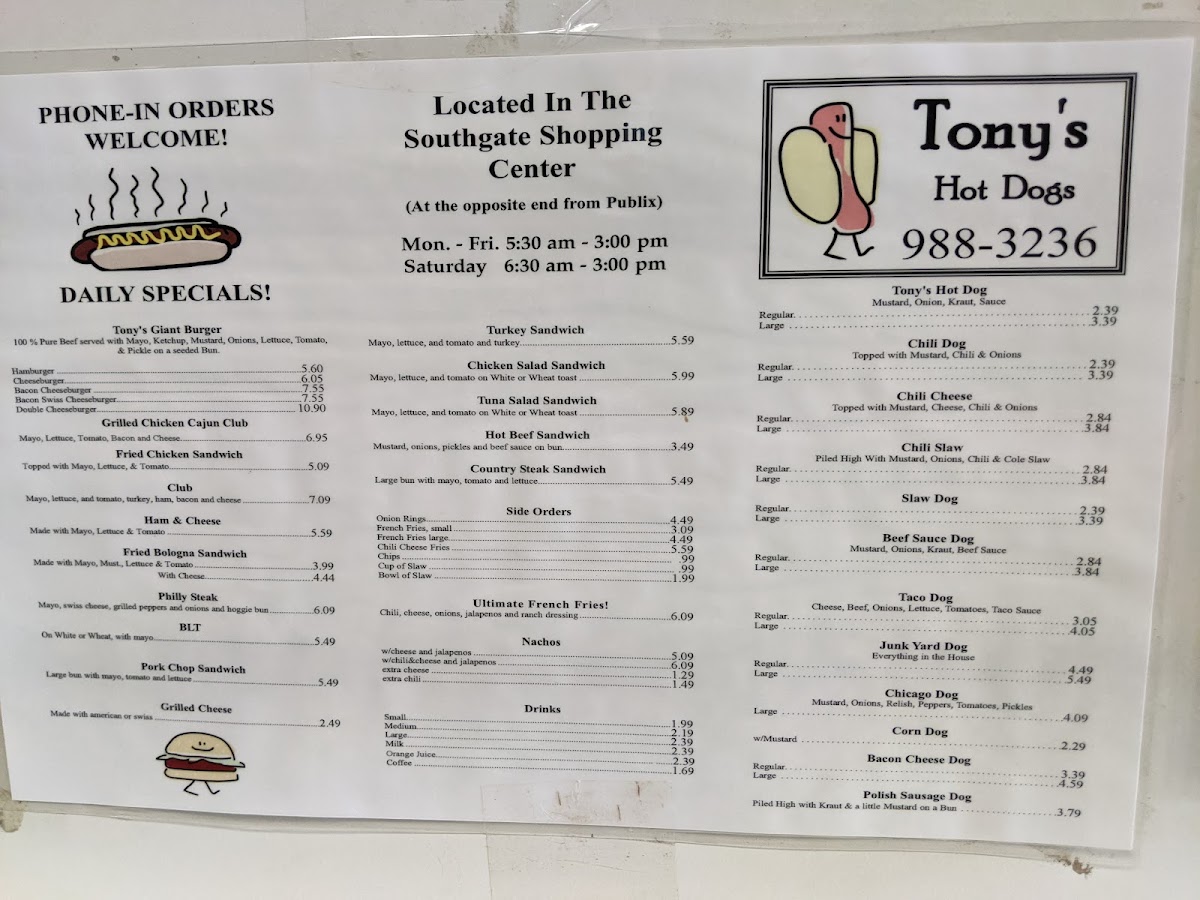 PHONE-IN ORDERS
WELCOME!
DAILY SPECIALS!
Tony's Giant Burger
100 % Pure Beef served with Mayo, Ketchup, Mustard, Onions, Lettuce, Tomato,
& Pickle on a seeded Bun.
Hamburger 5.60
Cheeseburger 6.05
Bacon Cheeseburger 7.55
Bacon Swiss Cheeseburger 7.55
Double Cheeseburger 10.90
Grilled Chicken Cajun Club
Mayo, Lettuce, Tomato, Bacon and Cheese 6.95
Fried Chicken Sandwich
Topped with Mayo, Lettuce, & Tomato 5.09
Club
Mayo, lettuce, and tomato, turkey, ham, bacon and cheese 7.09
Ham & Cheese
Made with Mayo, Lettuce & Tomato 5.59
Fried Bologna Sandwich
Made with Mayo, Must., Lettuce & Tomato 3.99
With Cheese 4.44
Philly Steak
Mayo, swiss cheese, grilled peppers and onions and hoggie bun 6.09
BLT
On White or Wheat, with mayo 5.49
Pork Chop Sandwich
Large bun with mayo, tomato and lettuce 5.49
Grilled Cheese
Made with american or swiss 2.49
Located In The
Southgate Shopping
Center
(At the opposite end from Publix)
Mon. - Fri. 5:30 am - 3:00 pm
Saturday 6:30 am - 3:00 pm
Turkey Sandwich
Mayo, lettuce, and tomato and turkey 5.59
Chicken Salad Sandwich
Mayo, lettuce, and tomato on White or Wheat toast 5.99
Tuna Salad Sandwich
Mayo, lettuce, and tomato on White or Wheat toast 5.89
Hot Beef Sandwich
Mustard, onions, pickles and beef sauce on bun 3.49
Country Steak Sandwich
Large bun with mayo, tomato and lettuce 5.49
Side Orders
Onion Rings 4.49
French Fries, small 3.09
French Fries large 4.49
Chili Cheese Fries 5.59
Chips .99
Cup of Slaw .99
Bowl of Slaw 1.99
Ultimate French Fries!
Chili, cheese, onions, jalapenos and ranch dressing 6.09
Nachos
w/cheese and jalapenos 5.09
w/chili&cheese and jalapenos 6.09
extra cheese 1.29
extra chili 1.49
Drinks
Small 1.99
Medium 2.19
Large 2.39
Milk 2.39
Orange Juice 2.39
Coffee 1.69
Tony's
Hot Dogs
988-3236
Tony's Hot Dog
Mustard, Onion, Kraut, Sauce
Regular 2.39
Large 3.39
Chili Dog
Topped with Mustard, Chili & Onions
Regular 2.39
Large 3.39
Chili Cheese
Topped with Mustard, Cheese, Chili & Onions
Regular 2.84
Large 3.84
Chili Slaw
Piled High With Mustard, Onions, Chili & Cole Slaw
Regular 2.84
Large 3.84
Slaw Dog
Regular 2.39
Large 3.39
Beef Sauce Dog
Mustard, Onions, Kraut, Beef Sauce
Regular 2.84
Large 3.84
Taco Dog
Cheese, Beef, Onions, Lettuce, Tomatoes, Taco Sauce
Regular 3.05
Large 4.05
Junk Yard Dog
Everything in the House
Regular 4.49
Large 5.49
Chicago Dog
Mustard, Onions, Relish, Peppers, Tomatoes, Pickles
Large 4.09
Corn Dog
w/Mustard 2.29
Bacon Cheese Dog
Regular 3.39
Large 4.59
Polish Sausage Dog
Piled High with Kraut & a little Mustard on a Bun 3.79